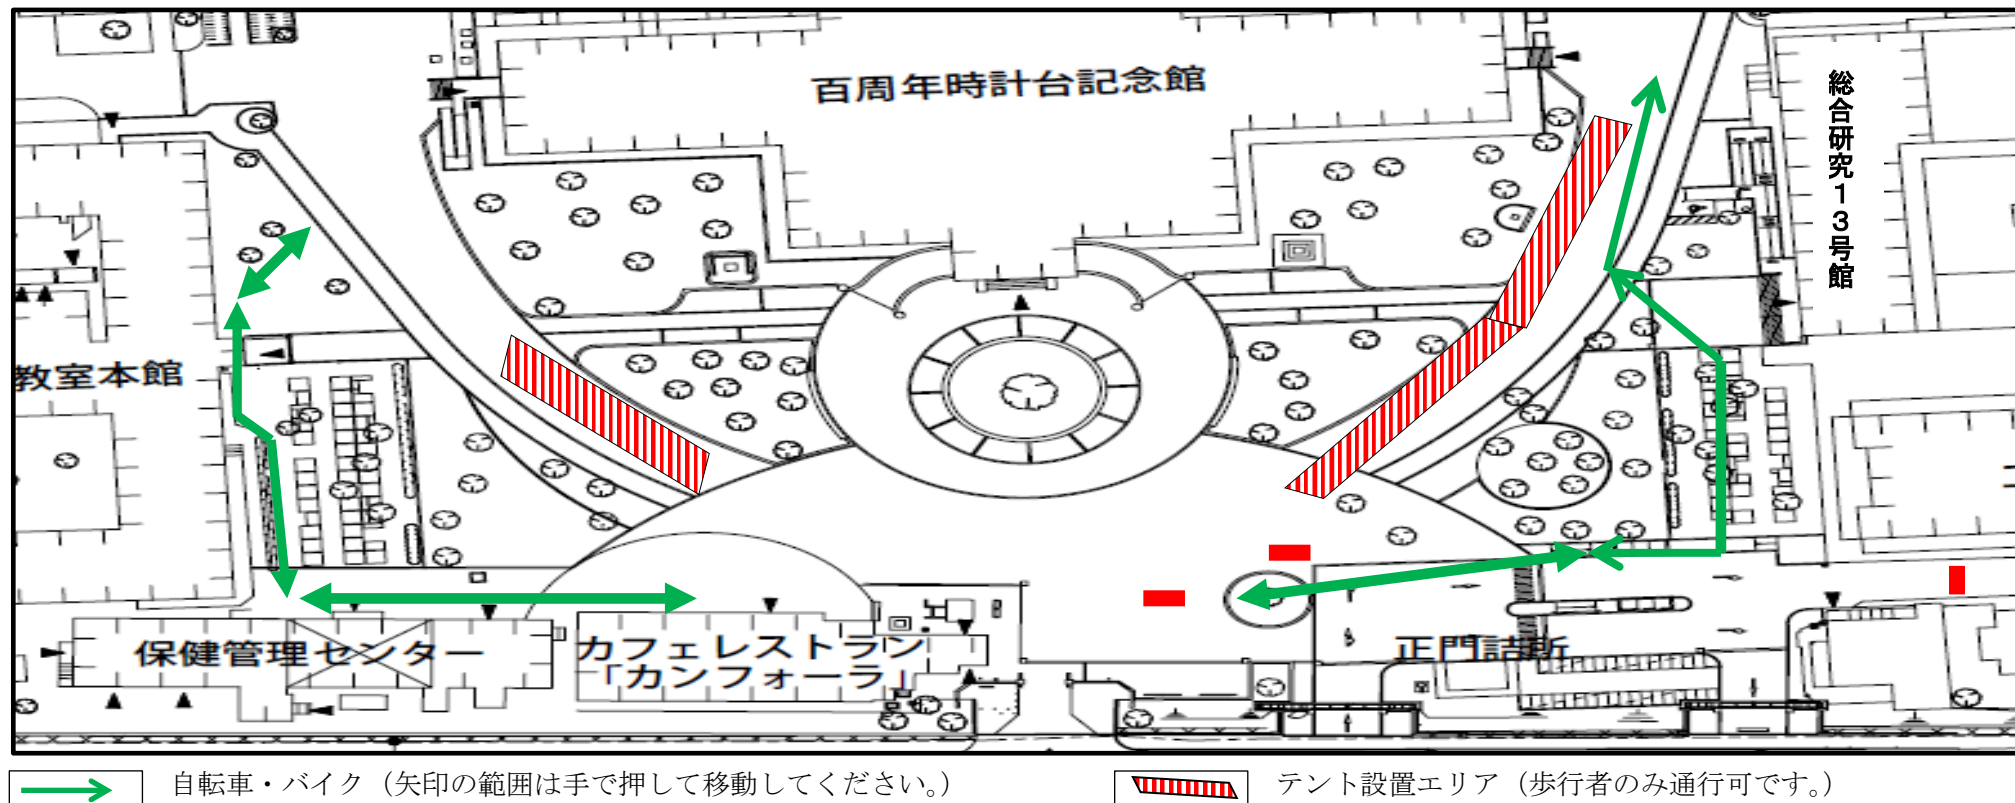 百周年時計台記念館
総合研究13号館
教室本館
保健管理センター
カフェレストラン
「カンフォーラ」
正門詰所
自転車・バイク（矢印の範囲は手で押して移動してください。）
テント設置エリア（歩行者のみ通行可です。）